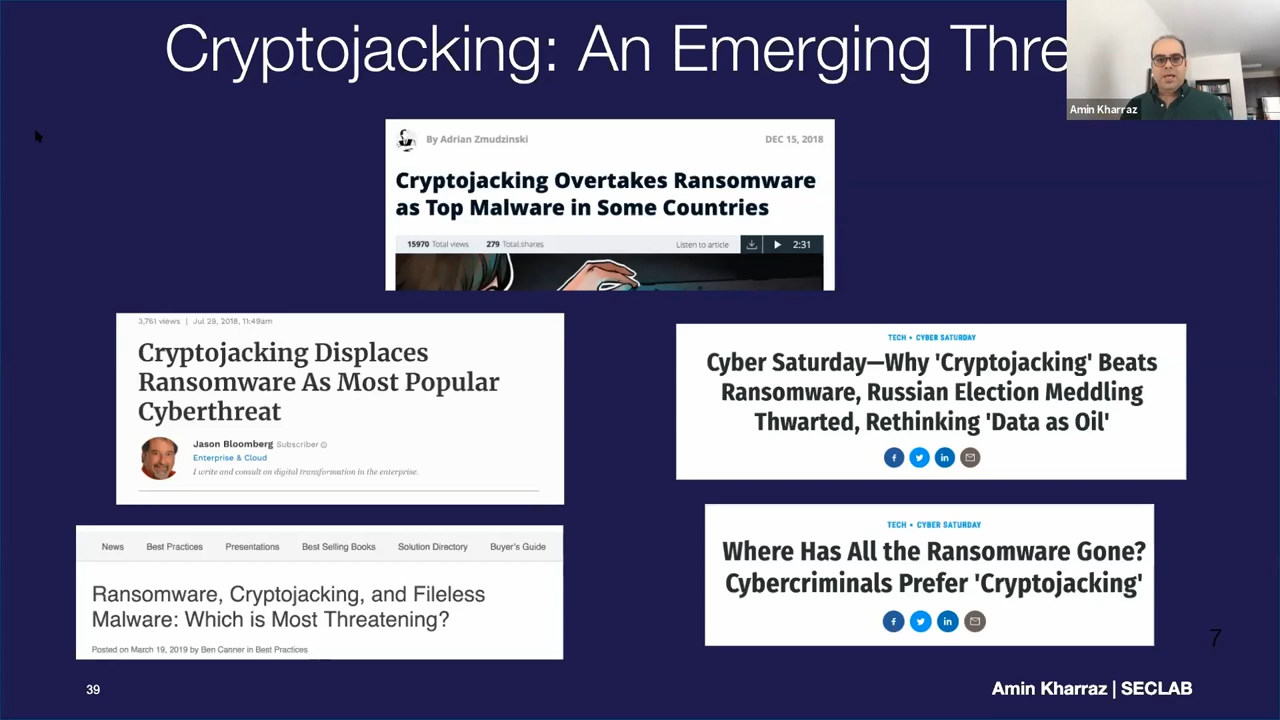 Cryptojacking: An Emerging Thre
Amin Kharraz
By Adrian Zmudzinski
DEC 15, 2018
Cryptojacking Overtakes Ransomware
as Top Malware in Some Countries
15970 Total views 279 Total shares Listen to article 2:31
3,761 views | Jul 29, 2018, 11:49am
Cryptojacking Displaces
Ransomware As Most Popular
Cyberthreat
Jason Bloomberg Subscriber
Enterprise & Cloud
I write and consult on digital transformation in the enterprise.
TECH • CYBER SATURDAY
Cyber Saturday—Why 'Cryptojacking' Beats
Ransomware, Russian Election Meddling
Thwarted, Rethinking 'Data as Oil'
News Best Practices Presentations Best Selling Books Solution Directory Buyer's Guide
Ransomware, Cryptojacking, and Fileless
Malware: Which is Most Threatening?
Posted on March 19, 2019 by Ben Canner in Best Practices
TECH • CYBER SATURDAY
Where Has All the Ransomware Gone?
Cybercriminals Prefer 'Cryptojacking'
7
39
Amin Kharraz | SECLAB